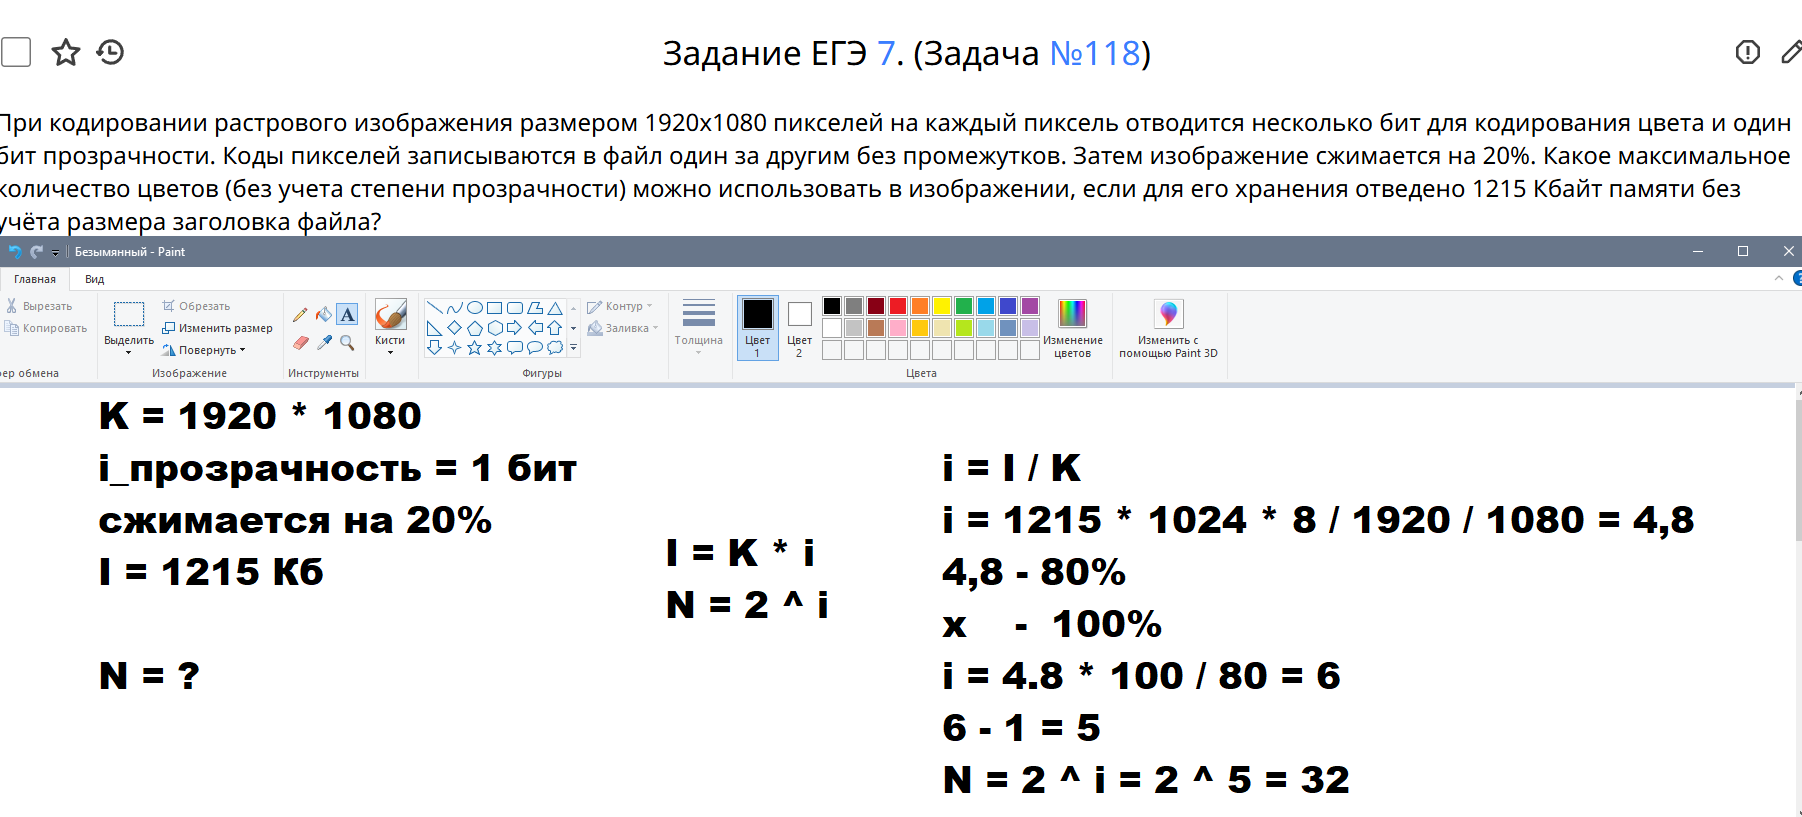 Задание ЕГЭ 7. (Задача №118)
При кодировании растрового изображения размером 1920x1080 пикселей на каждый пиксель отводится несколько бит для кодирования цвета и один
бит прозрачности. Коды пикселей записываются в файл один за другим без промежутков. Затем изображение сжимается на 20%. Какое максимальное
количество цветов (без учета степени прозрачности) можно использовать в изображении, если для его хранения отведено 1215 Кбайт памяти без
учёта размера заголовка файла?
Безымянный - Paint
Главная Вид
Вырезать
Копировать
ер обмена
Выделить
Обрезать
Изменить размер
Повернуть
Изображение
A
Инструменты
Кисти
Фигуры
Контур
Заливка
Толщина
Цвет 1
Цвет 2
Цвета
Изменение цветов
Изменить с помощью Paint 3D
K = 1920 * 1080
i_прозрачность = 1 бит
сжимается на 20%
I = 1215 Кб
N = ?
I = K * i
N = 2 ^ i
i = I / K
i = 1215 * 1024 * 8 / 1920 / 1080 = 4,8
4,8 - 80%
x - 100%
i = 4.8 * 100 / 80 = 6
6 - 1 = 5
N = 2 ^ i = 2 ^ 5 = 32